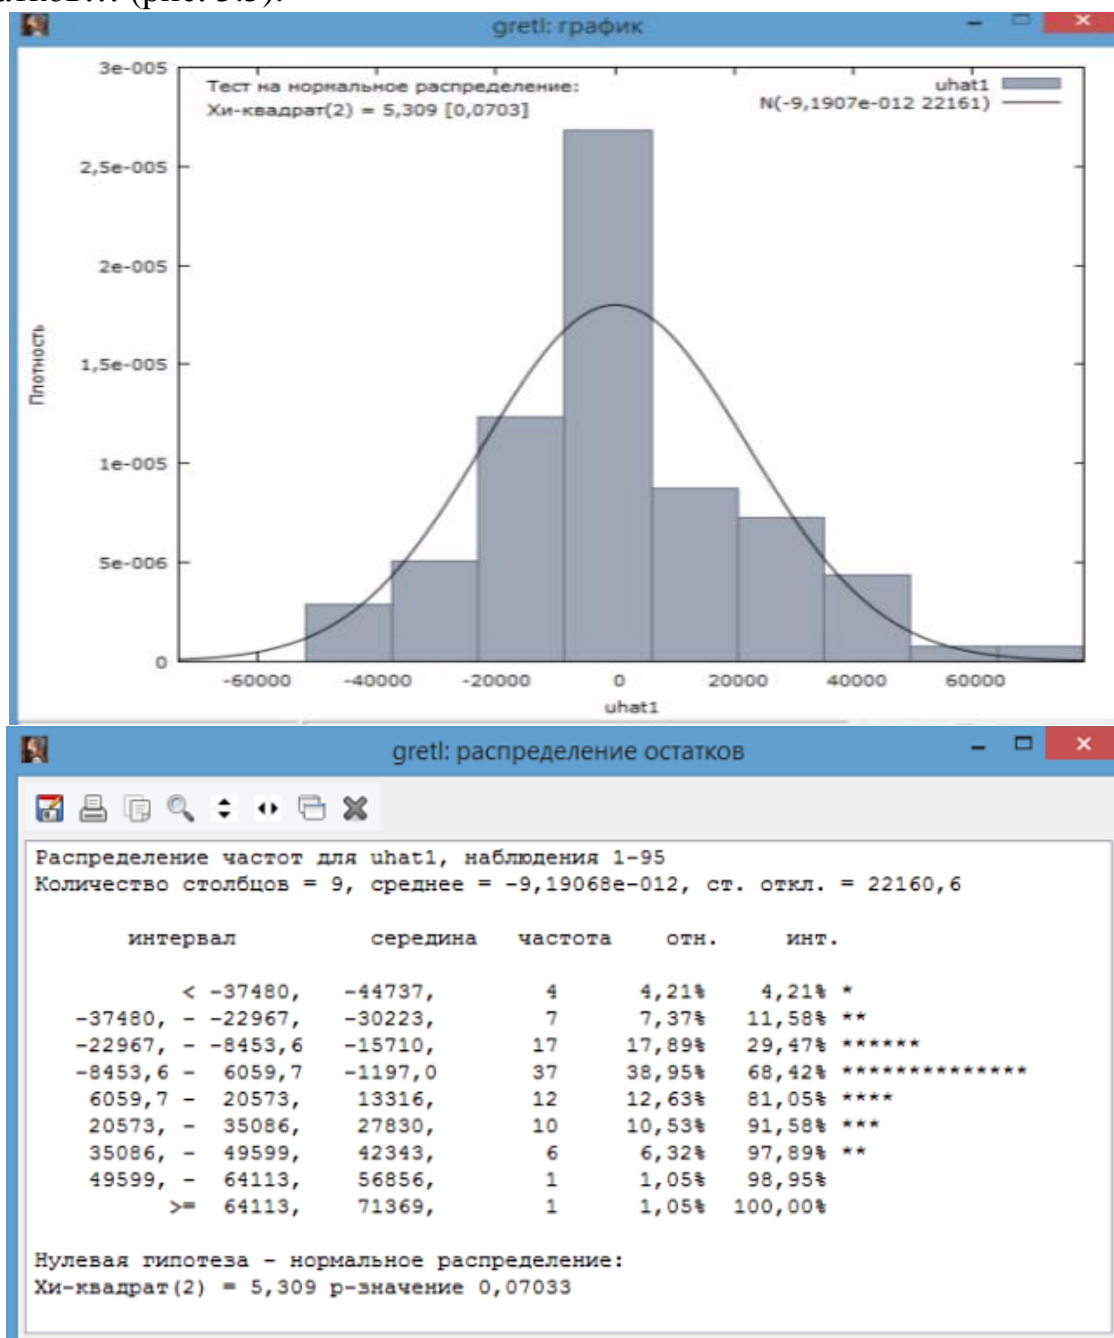 (рис. 3.3).
gretl: график
3e-005
Тест на нормальное распределение:
Хи-квадрат(2) = 5,309 [0,0703]
uhat1
N(-9,1907e-012 22161)
2,5e-005
2e-005
1,5e-005
1e-005
5e-006
0
Плотность
-60000 -40000 -20000 0 20000 40000 60000
uhat1
gretl: распределение остатков
Распределение частот для uhat1, наблюдения 1-95
Количество столбцов = 9, среднее = -9,19068e-012, ст. откл. = 22160,6
интервал середина частота отн. инт.
< -37480, -44737, 4 4,21% 4,21% *
-37480, - -22967, -30223, 7 7,37% 11,58% **
-22967, - -8453,6 -15710, 17 17,89% 29,47% ******
-8453,6 - 6059,7 -1197,0 37 38,95% 68,42% **************
6059,7 - 20573, 13316, 12 12,63% 81,05% ****
20573, - 35086, 27830, 10 10,53% 91,58% ***
35086, - 49599, 42343, 6 6,32% 97,89% **
49599, - 64113, 56856, 1 1,05% 98,95%
>= 64113, 71369, 1 1,05% 100,00%
Нулевая гипотеза - нормальное распределение:
Хи-квадрат(2) = 5,309 р-значение 0,07033